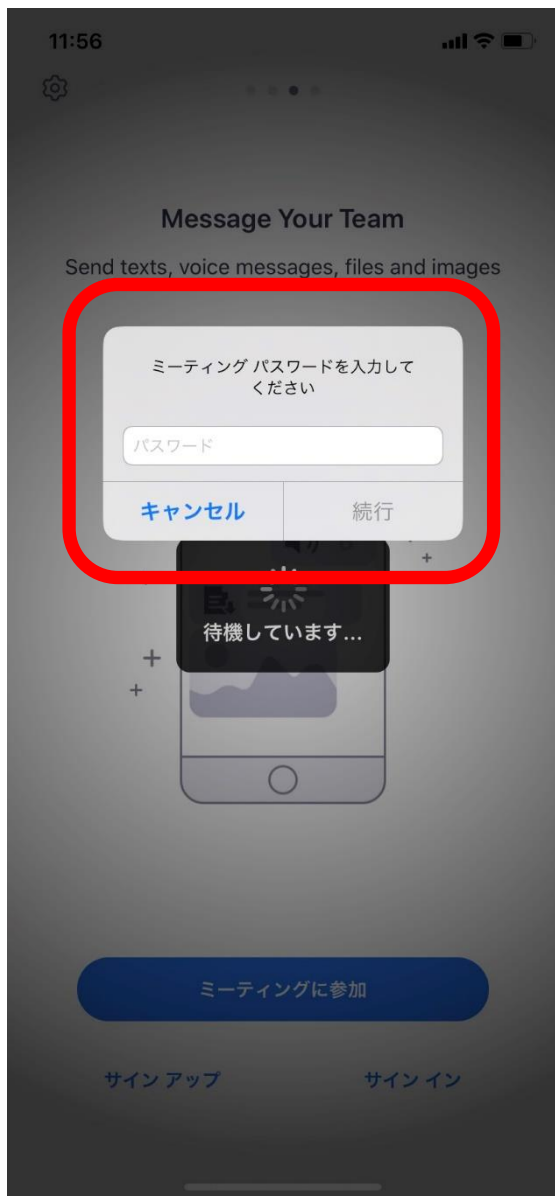 11:56
Message Your Team
Send texts, voice messages, files and images
ミーティング パスワードを入力して
ください
パスワード
キャンセル
続行
待機しています...
ミーティングに参加
サイン アップ
サイン イン